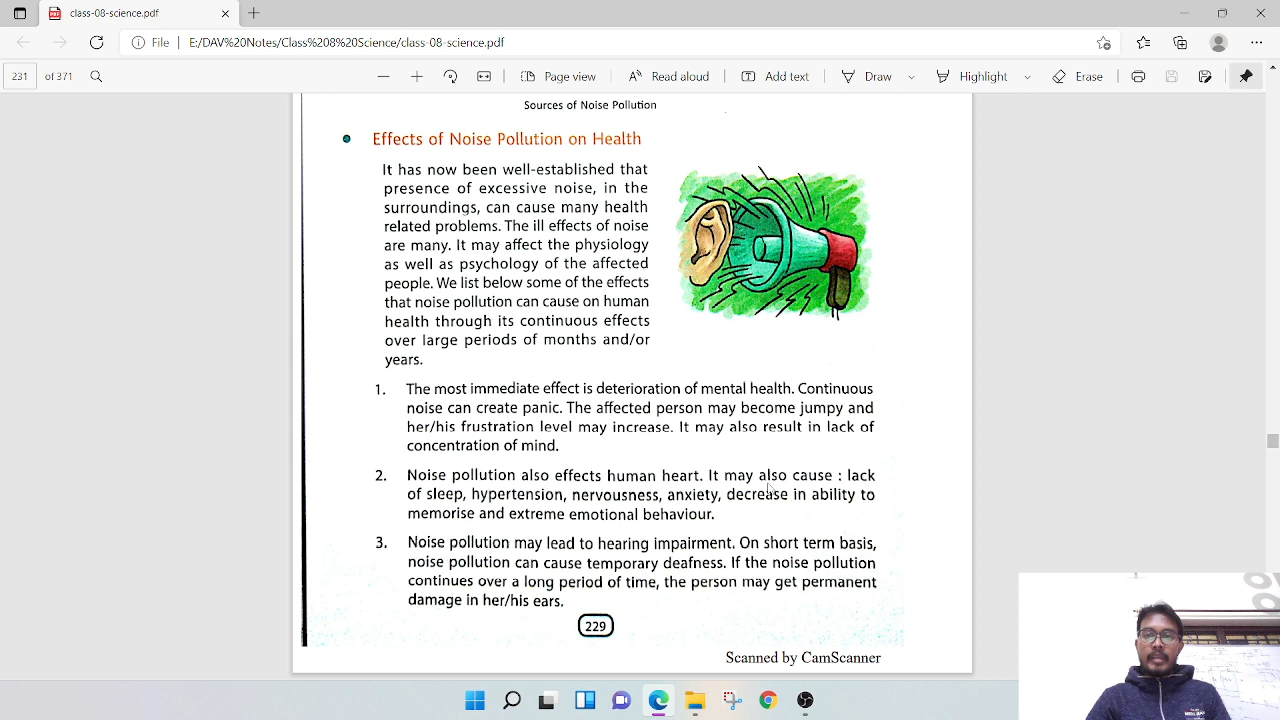 class-08-science.pdf
File | E:/DAV%20Notes/Class%208%20Science/class-08-science.pdf
231 of 371 Page view Read aloud Add text Draw Highlight Erase
Sources of Noise Pollution
Effects of Noise Pollution on Health
It has now been well-established that
presence of excessive noise, in the
surroundings, can cause many health
related problems. The ill effects of noise
are many. It may affect the physiology
as well as psychology of the affected
people. We list below some of the effects
that noise pollution can cause on human
health through its continuous effects
over large periods of months and/or
years.
1. The most immediate effect is deterioration of mental health. Continuous
noise can create panic. The affected person may become jumpy and
her/his frustration level may increase. It may also result in lack of
concentration of mind.
2. Noise pollution also effects human heart. It may also cause : lack
of sleep, hypertension, nervousness, anxiety, decrease in ability to
memorise and extreme emotional behaviour.
3. Noise pollution may lead to hearing impairment. On short term basis,
noise pollution can cause temporary deafness. If the noise pollution
continues over a long period of time, the person may get permanent
damage in her/his ears.
229
Scanned by CamScanner